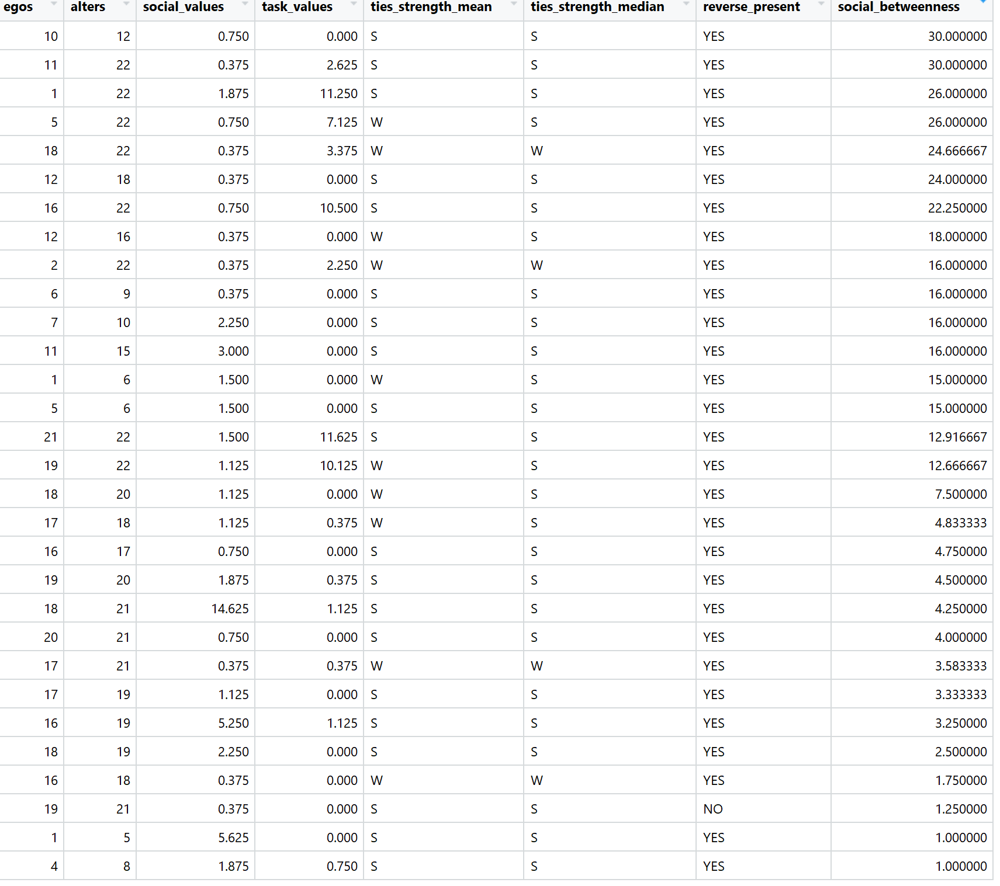 egos alters social_values task_values ties_strength_mean ties_strength_median reverse_present social_betweenness
10 12 0.750 0.000 S S YES 30.000000
11 22 0.375 2.625 S S YES 30.000000
1 22 1.875 11.250 S S YES 26.000000
5 22 0.750 7.125 W S YES 26.000000
18 22 0.375 3.375 W W YES 24.666667
12 18 0.375 0.000 S S YES 24.000000
16 22 0.750 10.500 S S YES 22.250000
12 16 0.375 0.000 W S YES 18.000000
2 22 0.375 2.250 W W YES 16.000000
6 9 0.375 0.000 S S YES 16.000000
7 10 2.250 0.000 S S YES 16.000000
11 15 3.000 0.000 S S YES 16.000000
1 6 1.500 0.000 W S YES 15.000000
5 6 1.500 0.000 S S YES 15.000000
21 22 1.500 11.625 S S YES 12.916667
19 22 1.125 10.125 W S YES 12.666667
18 20 1.125 0.000 W S YES 7.500000
17 18 1.125 0.375 W S YES 4.833333
16 17 0.750 0.000 S S YES 4.750000
19 20 1.875 0.375 S S YES 4.500000
18 21 14.625 1.125 S S YES 4.250000
20 21 0.750 0.000 S S YES 4.000000
17 21 0.375 0.375 W W YES 3.583333
17 19 1.125 0.000 S S YES 3.333333
16 19 5.250 1.125 S S YES 3.250000
18 19 2.250 0.000 S S YES 2.500000
16 18 0.375 0.000 W W YES 1.750000
19 21 0.375 0.000 S S NO 1.250000
1 5 5.625 0.000 S S YES 1.000000
4 8 1.875 0.750 S S YES 1.000000